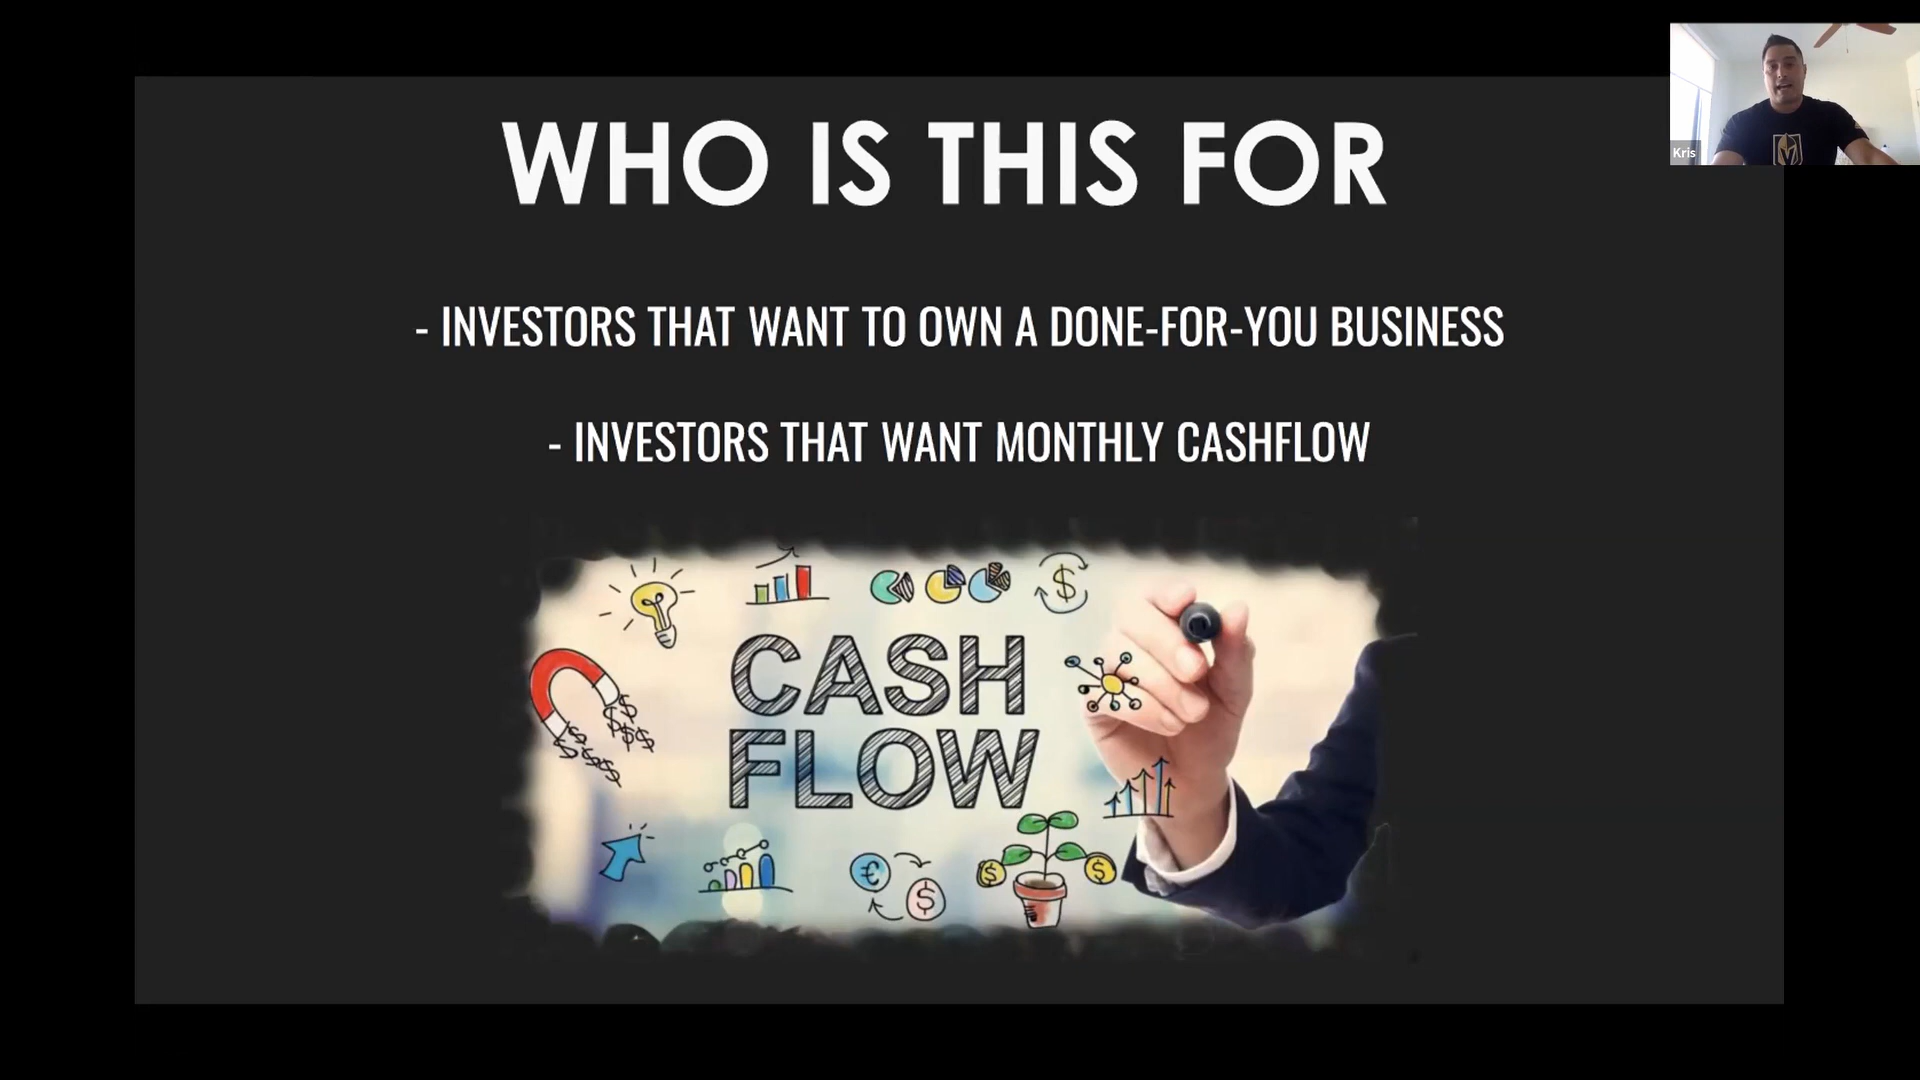 WHO IS THIS FOR
- INVESTORS THAT WANT TO OWN A DONE-FOR-YOU BUSINESS
- INVESTORS THAT WANT MONTHLY CASHFLOW
CASH
FLOW
Kris